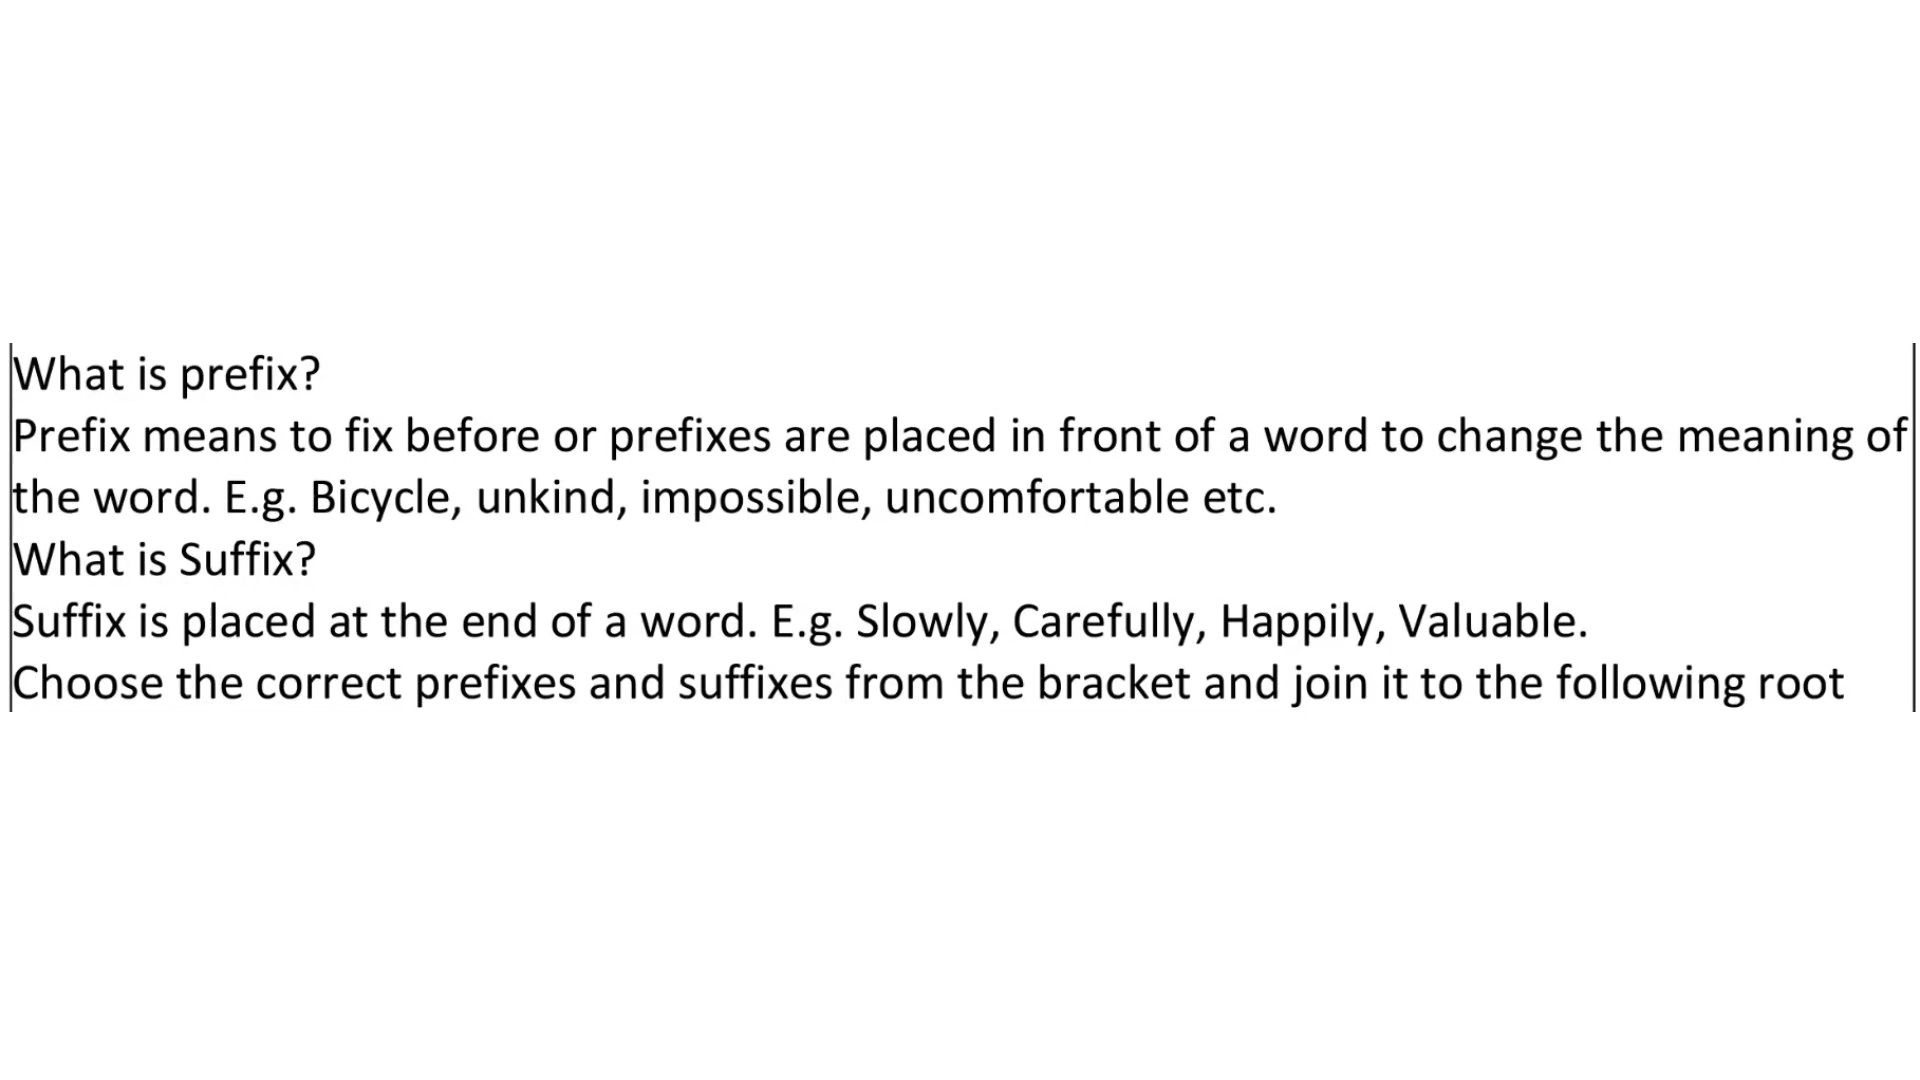 What is prefix?
Prefix means to fix before or prefixes are placed in front of a word to change the meaning of
the word. E.g. Bicycle, unkind, impossible, uncomfortable etc.
What is Suffix?
Suffix is placed at the end of a word. E.g. Slowly, Carefully, Happily, Valuable.
Choose the correct prefixes and suffixes from the bracket and join it to the following root